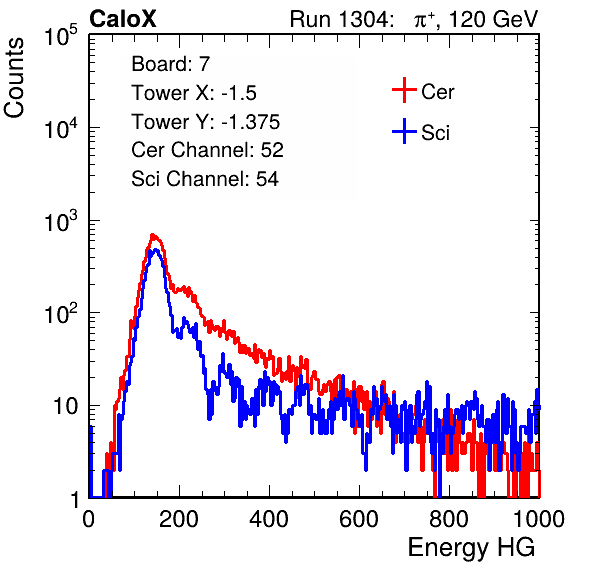 CaloX Run 1304: π⁺, 120 GeV
Board: 7
Tower X: -1.5
Tower Y: -1.375
Cer Channel: 52
Sci Channel: 54
Cer
Sci
Counts
10⁵
10⁴
10³
10²
10
1
0 200 400 600 800 1000
Energy HG